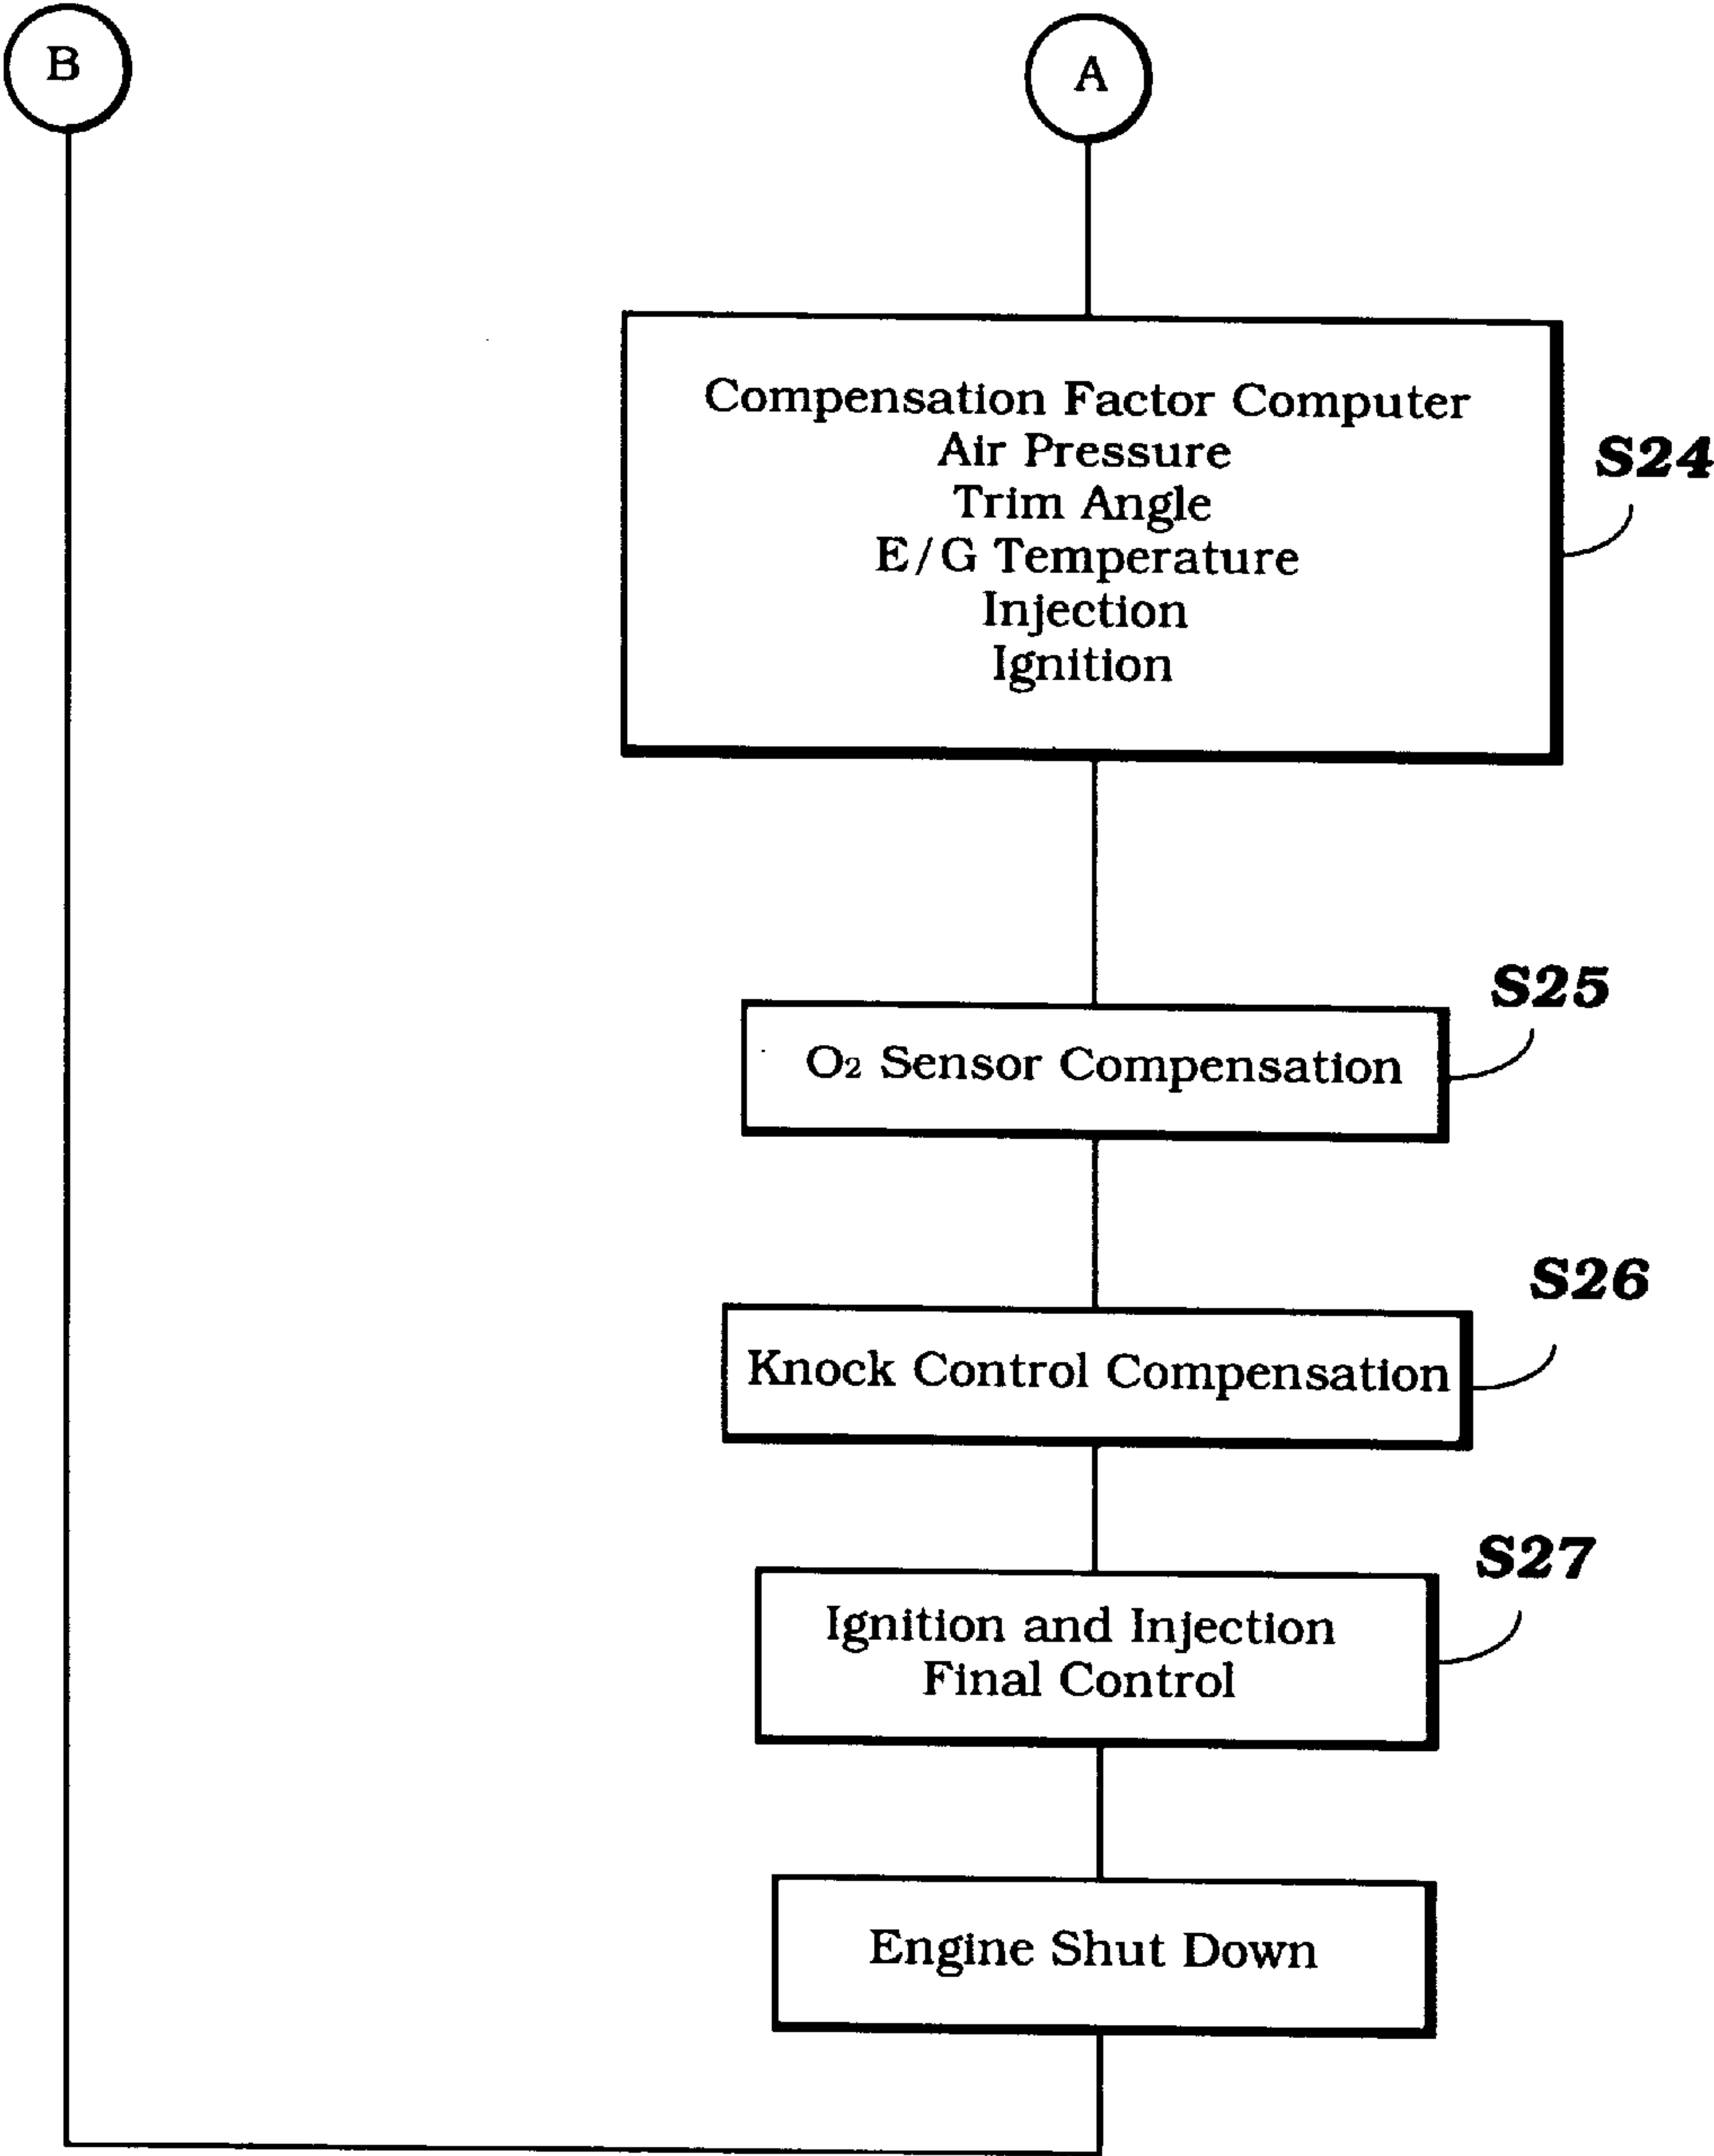 B
A
Compensation Factor Computer
Air Pressure
Trim Angle
E/G Temperature
Injection
Ignition
S24
O₂ Sensor Compensation
S25
Knock Control Compensation
S26
Ignition and Injection
Final Control
S27
Engine Shut Down